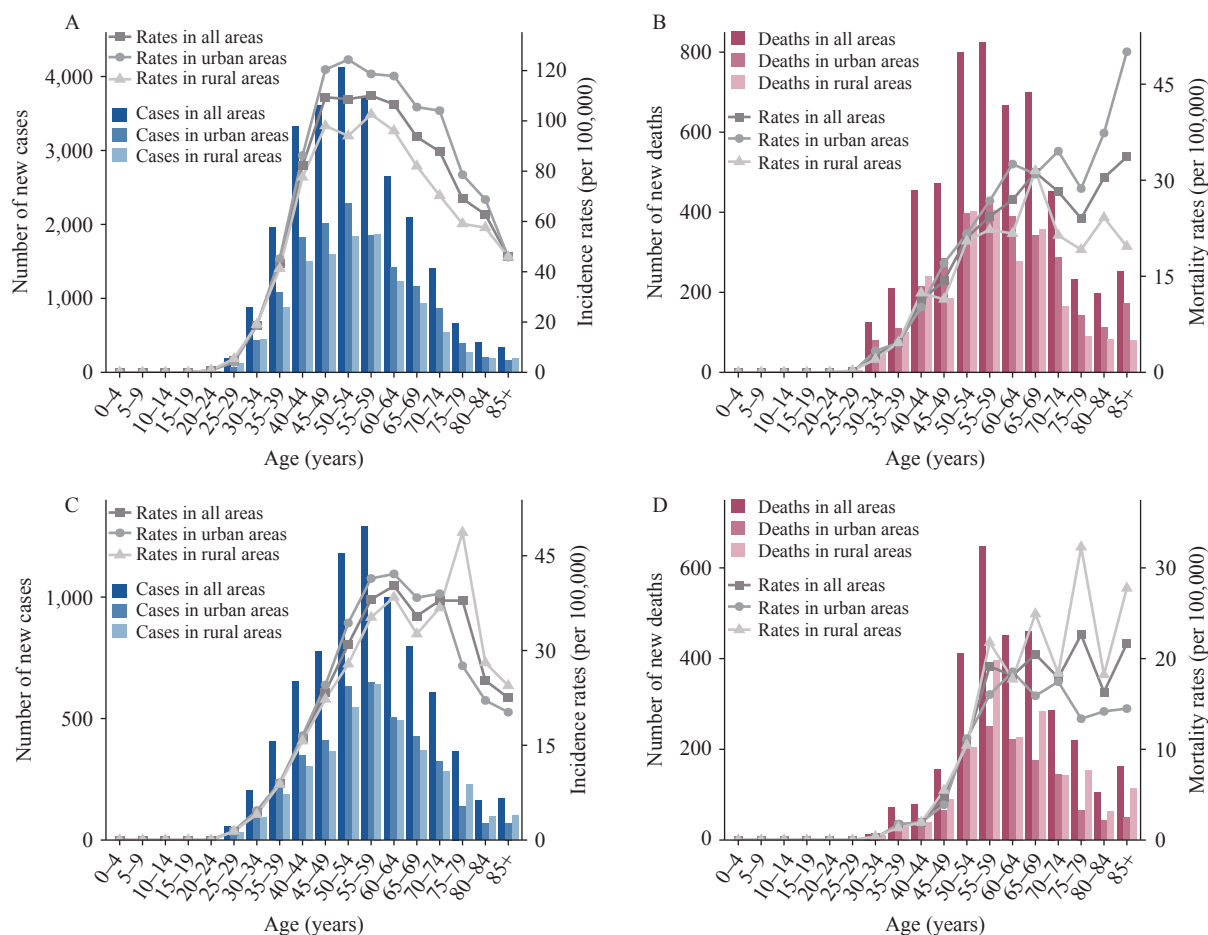 A
Rates in all areas
Rates in urban areas
Rates in rural areas
Cases in all areas
Cases in urban areas
Cases in rural areas
Number of new cases
4,000
3,000
2,000
1,000
0
120
100
80
60
40
20
0
Incidence rates (per 100,000)
0–4
5–9
10–14
15–19
20–24
25–29
30–34
35–39
40–44
45–49
50–54
55–59
60–64
65–69
70–74
75–79
80–84
85+
Age (years)
B
Deaths in all areas
Deaths in urban areas
Deaths in rural areas
Rates in all areas
Rates in urban areas
Rates in rural areas
Number of new deaths
800
600
400
200
0
45
30
15
0
Mortality rates (per 100,000)
0–4
5–9
10–14
15–19
20–24
25–29
30–34
35–39
40–44
45–49
50–54
55–59
60–64
65–69
70–74
75–79
80–84
85+
Age (years)
C
Rates in all areas
Rates in urban areas
Rates in rural areas
Cases in all areas
Cases in urban areas
Cases in rural areas
Number of new cases
1,000
500
0
45
30
15
0
Incidence rates (per 100,000)
0–4
5–9
10–14
15–19
20–24
25–29
30–34
35–39
40–44
45–49
50–54
55–59
60–64
65–69
70–74
75–79
80–84
85+
Age (years)
D
Deaths in all areas
Deaths in urban areas
Deaths in rural areas
Rates in all areas
Rates in urban areas
Rates in rural areas
Number of new deaths
600
400
200
0
30
20
10
0
Mortality rates (per 100,000)
0–4
5–9
10–14
15–19
20–24
25–29
30–34
35–39
40–44
45–49
50–54
55–59
60–64
65–69
70–74
75–79
80–84
85+
Age (years)